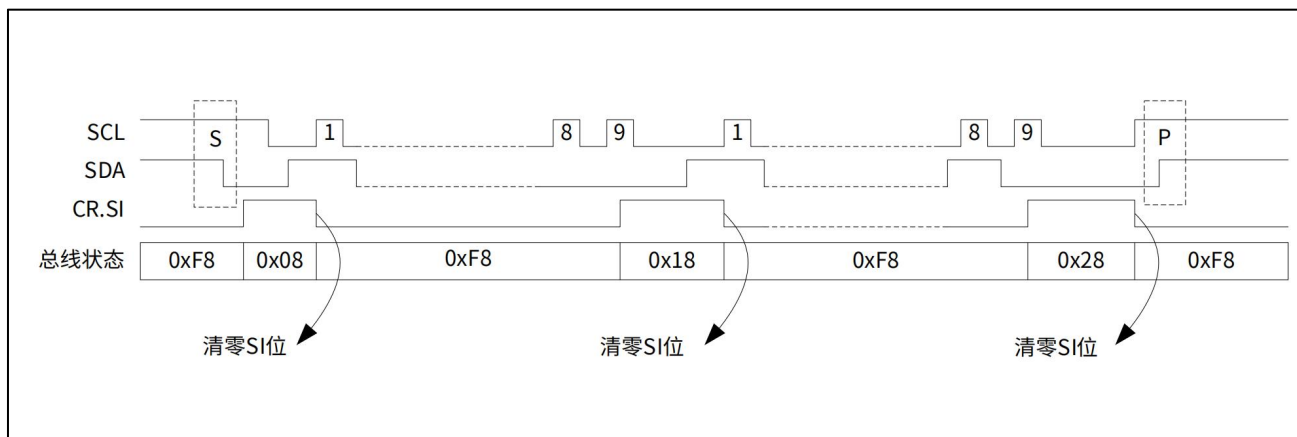 SCL S 1 8 9 1 8 9 P
SDA
CR.SI
总线状态 0xF8 0x08 0xF8 0x18 0xF8 0x28 0xF8
清零SI位 清零SI位 清零SI位